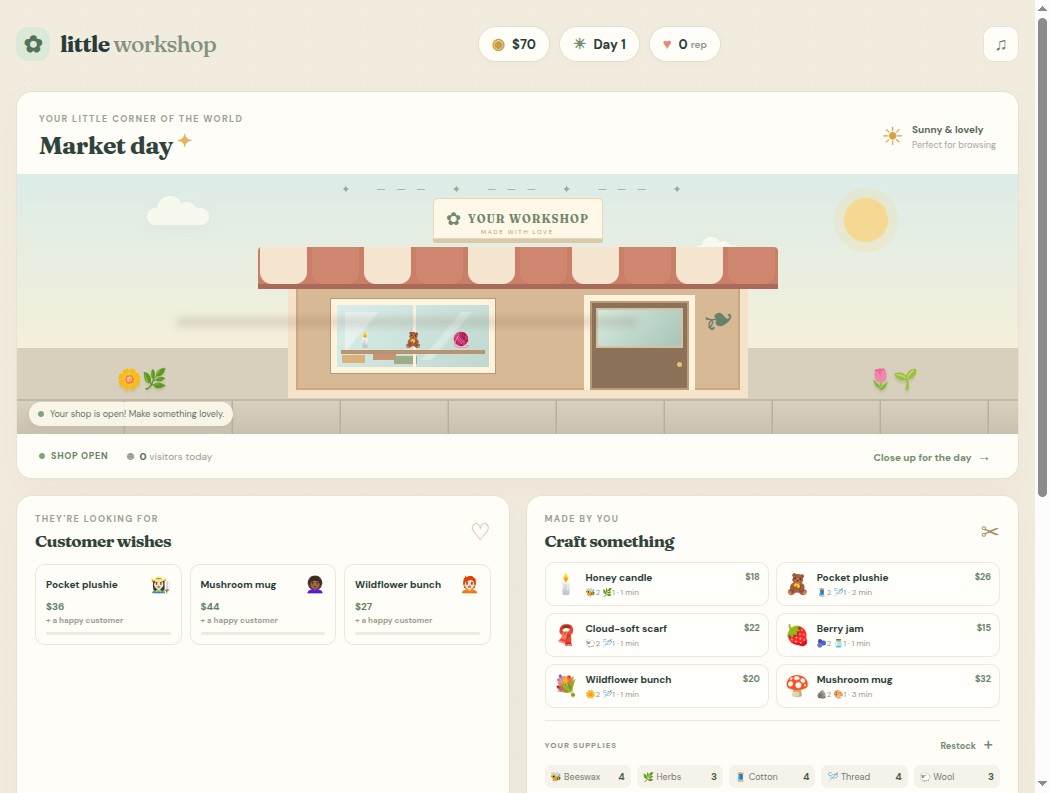 little workshop
$70
Day 1
0 rep
YOUR LITTLE CORNER OF THE WORLD
Market day
Sunny & lovely
Perfect for browsing
YOUR WORKSHOP
MADE WITH LOVE
Your shop is open! Make something lovely.
SHOP OPEN
0 visitors today
Close up for the day →
THEY'RE LOOKING FOR
Customer wishes
Pocket plushie
$36
+ a happy customer
Mushroom mug
$44
+ a happy customer
Wildflower bunch
$27
+ a happy customer
MADE BY YOU
Craft something
Honey candle
$18
2 1 · 1 min
Pocket plushie
$26
2 1 · 2 min
Cloud-soft scarf
$22
2 1 · 1 min
Berry jam
$15
2 1 · 1 min
Wildflower bunch
$20
2 1 · 1 min
Mushroom mug
$32
2 1 · 3 min
YOUR SUPPLIES
Restock +
Beeswax 4
Herbs 3
Cotton 4
Thread 4
Wool 3